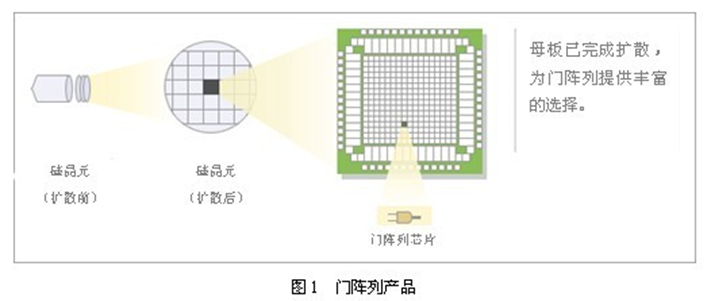 母板已完成扩散，
为门阵列提供丰富
的选择。
硅晶元
（扩散前）
硅晶元
（扩散后）
门阵列芯片
图1 门阵列产品